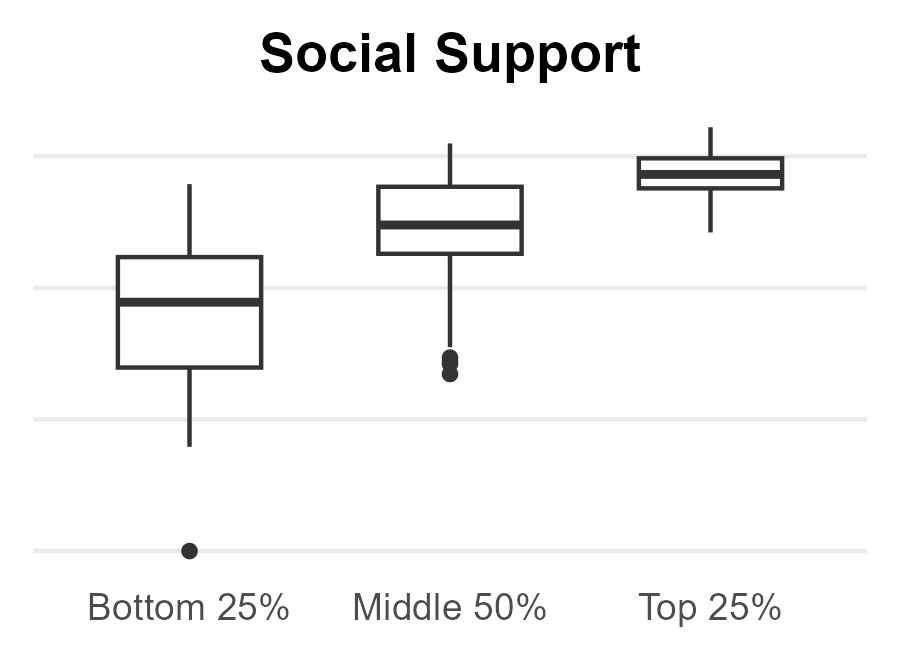 Social Support
Bottom 25%
Middle 50%
Top 25%